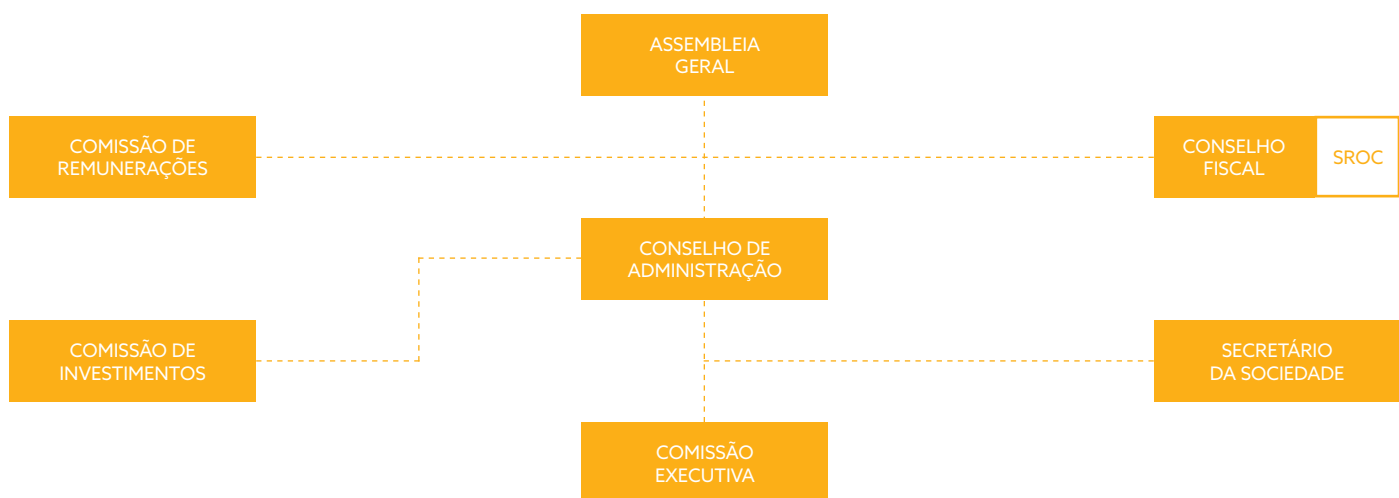 ASSEMBLEIA
GERAL
COMISSÃO DE
REMUNERAÇÕES
CONSELHO
FISCAL
SROC
CONSELHO DE
ADMINISTRAÇÃO
COMISSÃO DE
INVESTIMENTOS
SECRETÁRIO
DA SOCIEDADE
COMISSÃO
EXECUTIVA